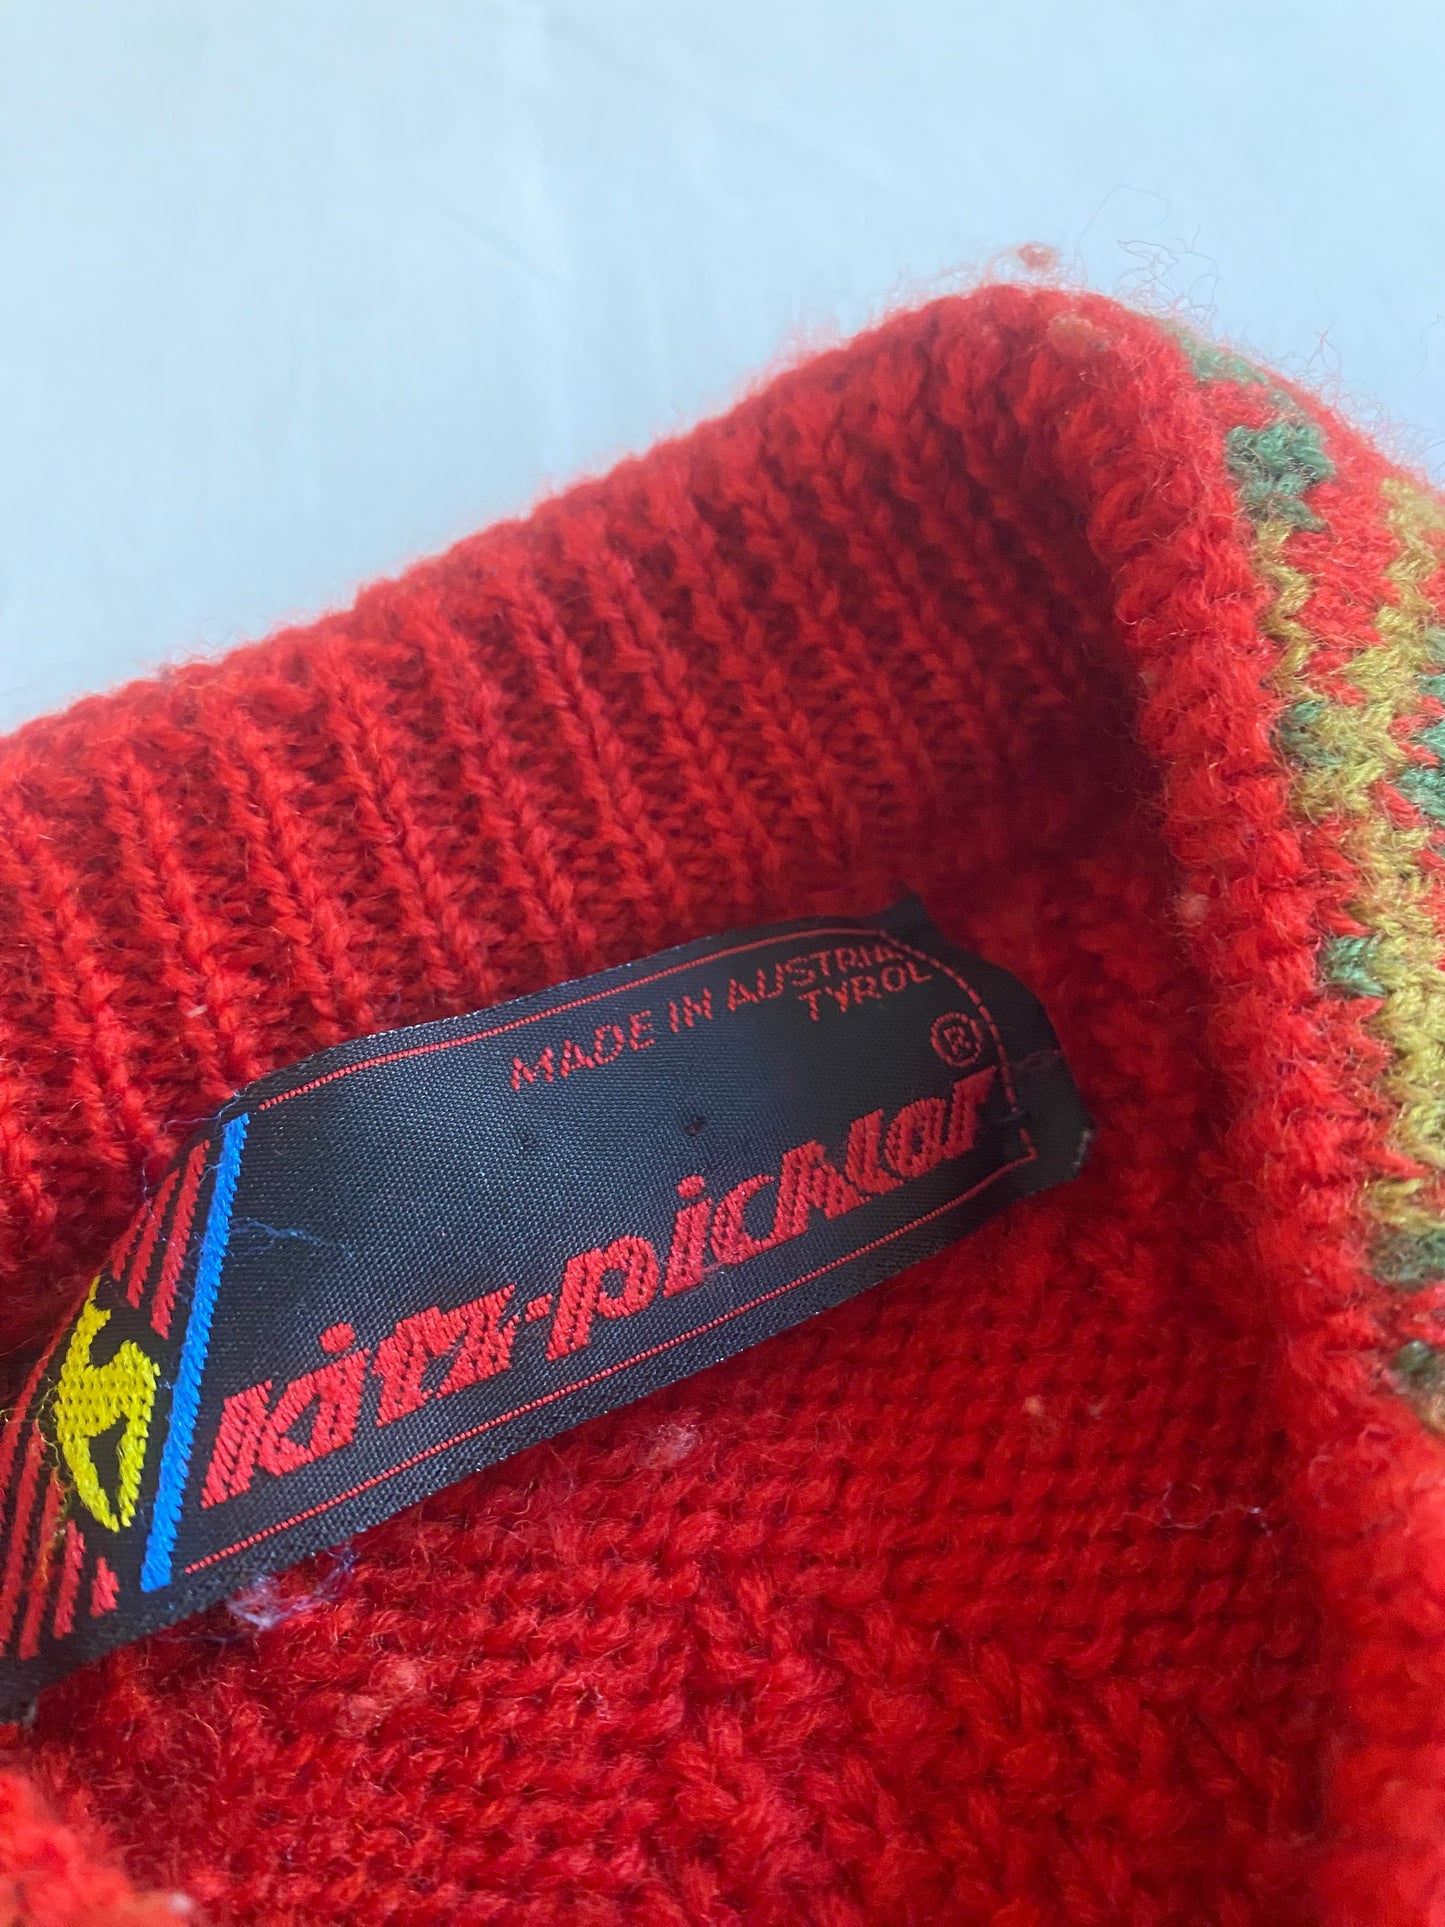 MADE IN AUSTRIA
TYROL
®
kitz-pichler